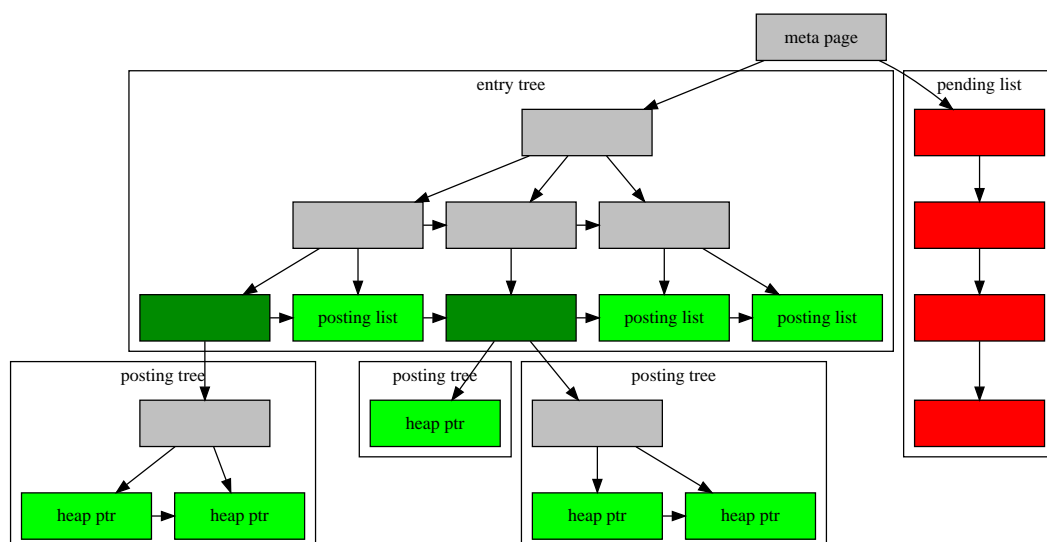 meta page
entry tree
pending list
posting list
posting list
posting list
posting tree
posting tree
posting tree
heap ptr
heap ptr
heap ptr
heap ptr
heap ptr